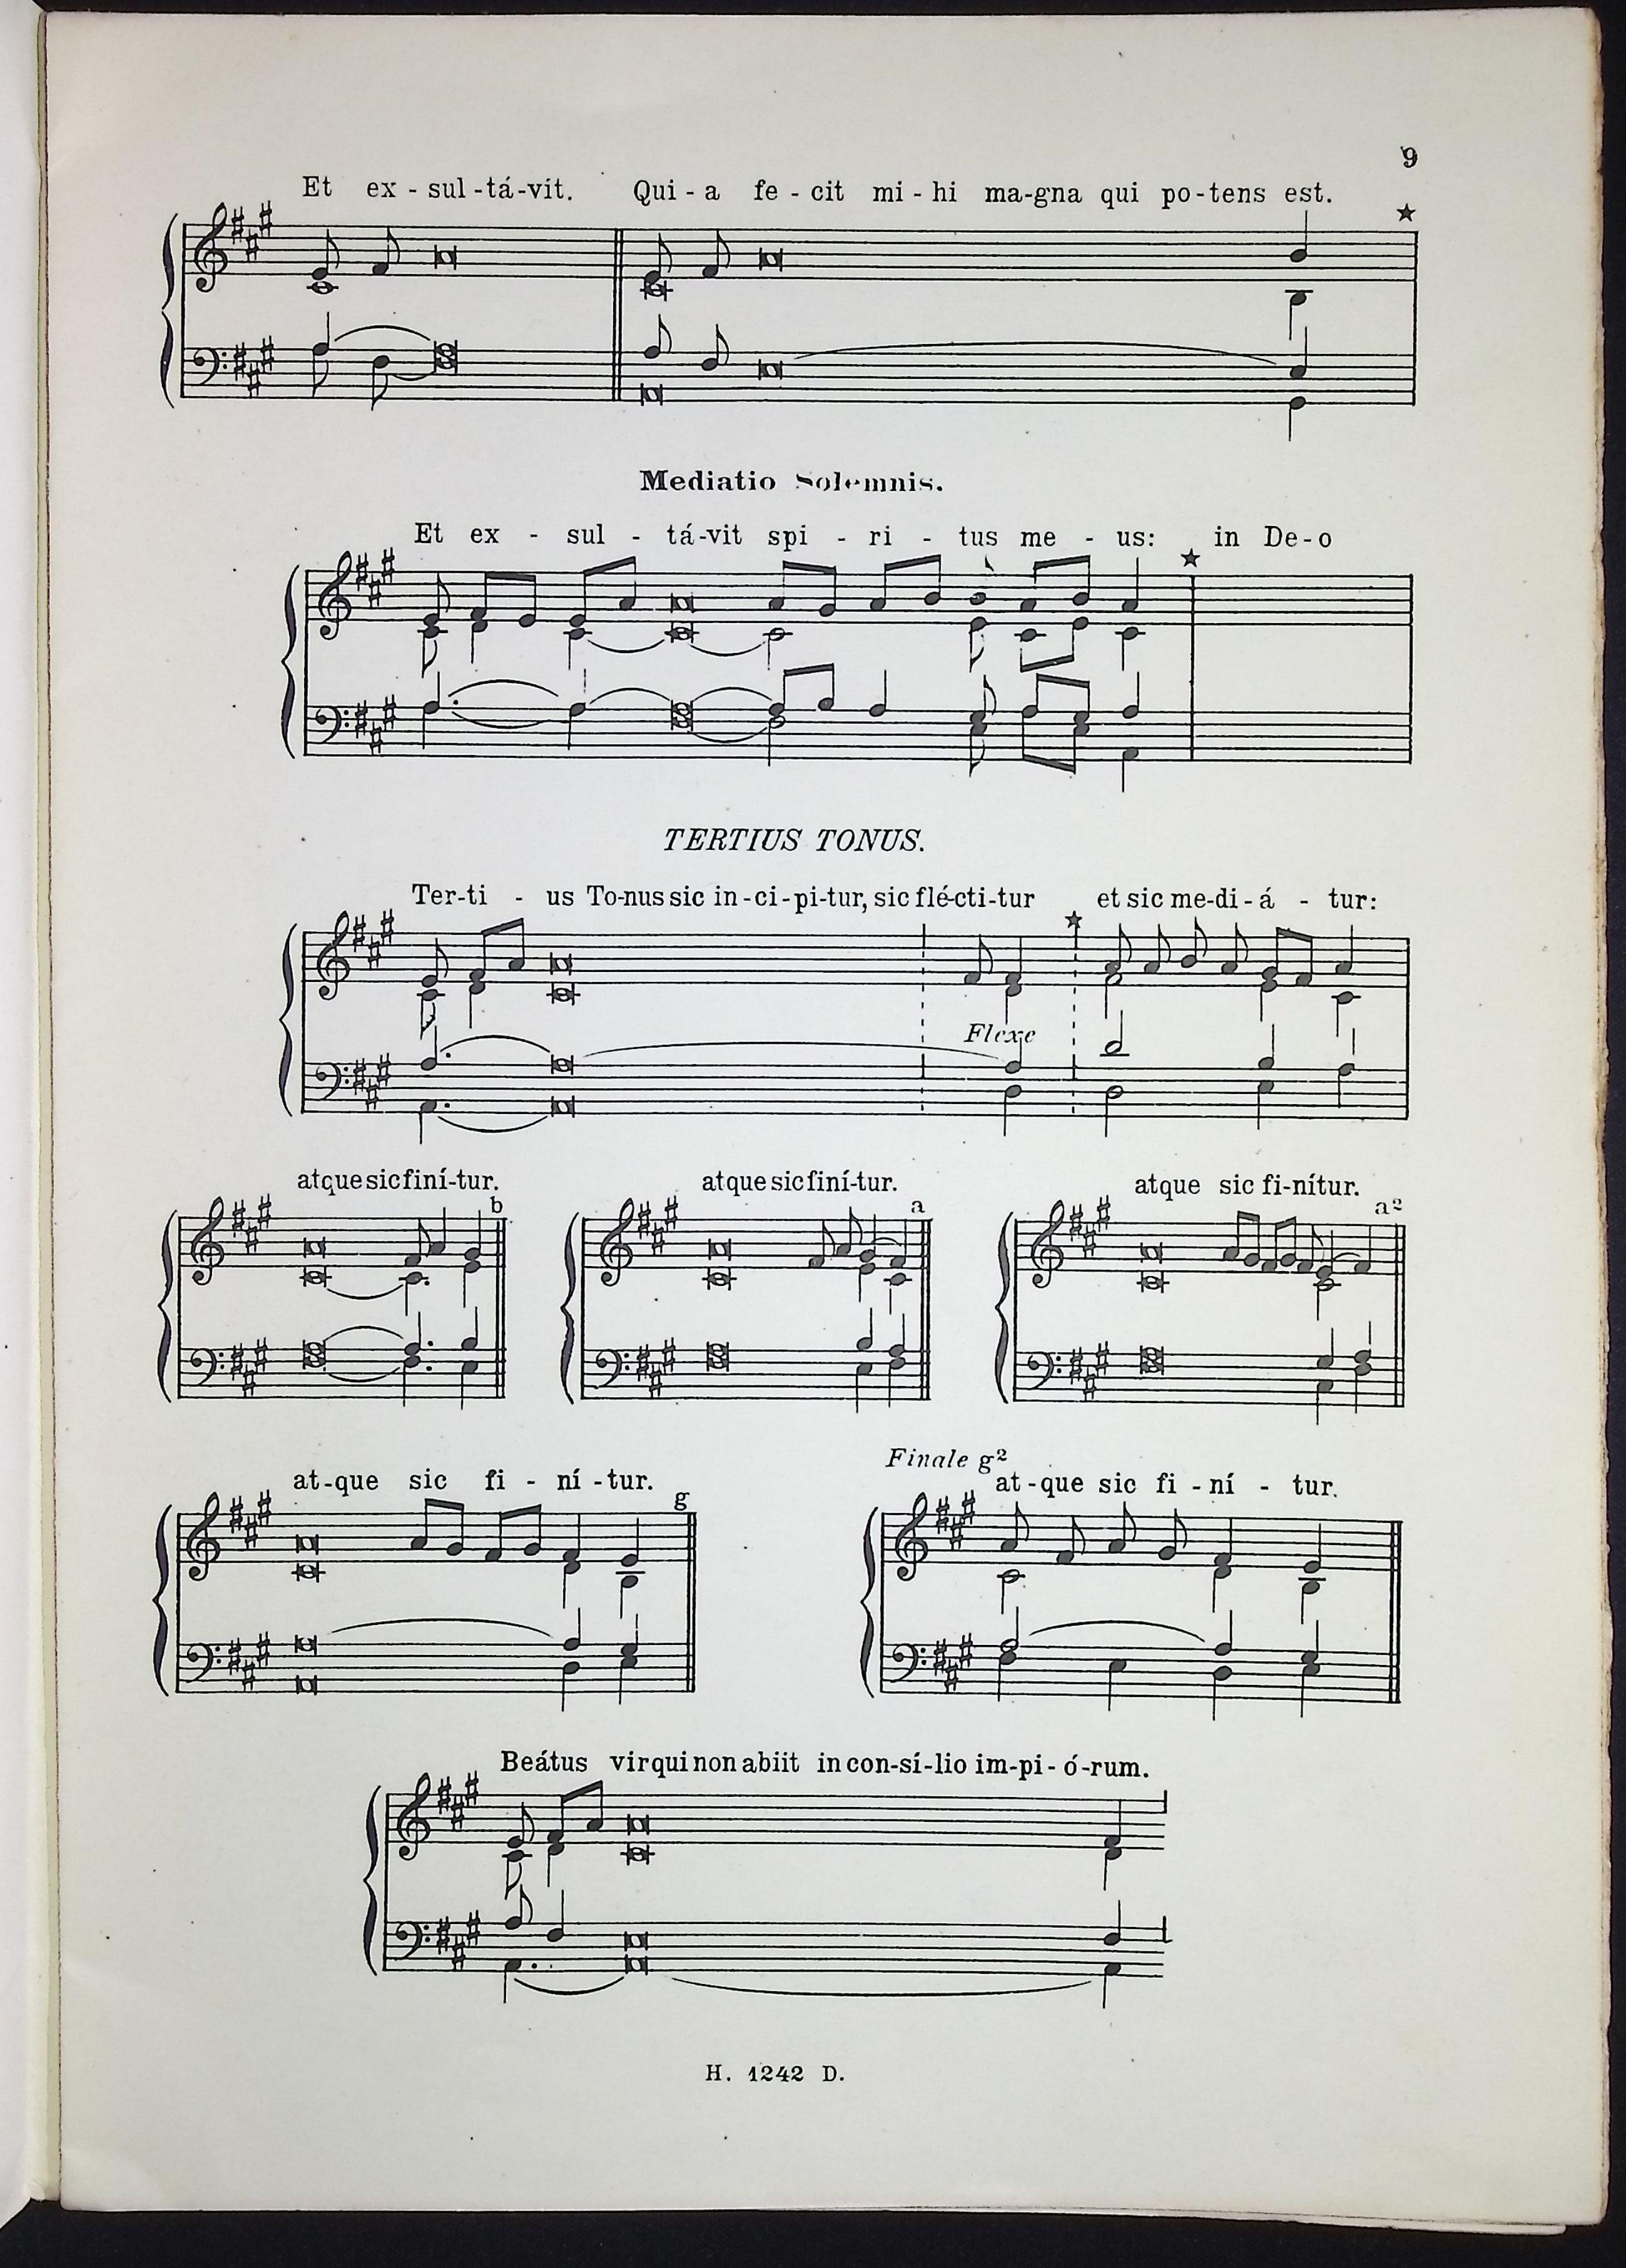 9
Et ex - sul - tá - vit. Qui - a fe - cit mi - hi ma - gna qui po - tens est.
Mediatio Solemnis.
Et ex - sul - tá - vit spi - ri - tus me - us: in De - o
TERTIUS TONUS.
Ter - ti - us To - nus sic in - ci - pi - tur, sic flé - cti - tur et sic me - di - á - tur:
Flexe
atque sic finí - tur. b
atque sic finí - tur. a
atque sic fi - nítur. a²
at - que sic fi - ní - tur. g
Finale g²
at - que sic fi - ní - tur.
Beátus vir qui non abiit in con - sí - lio im - pi - ó - rum.
H. 1242 D.